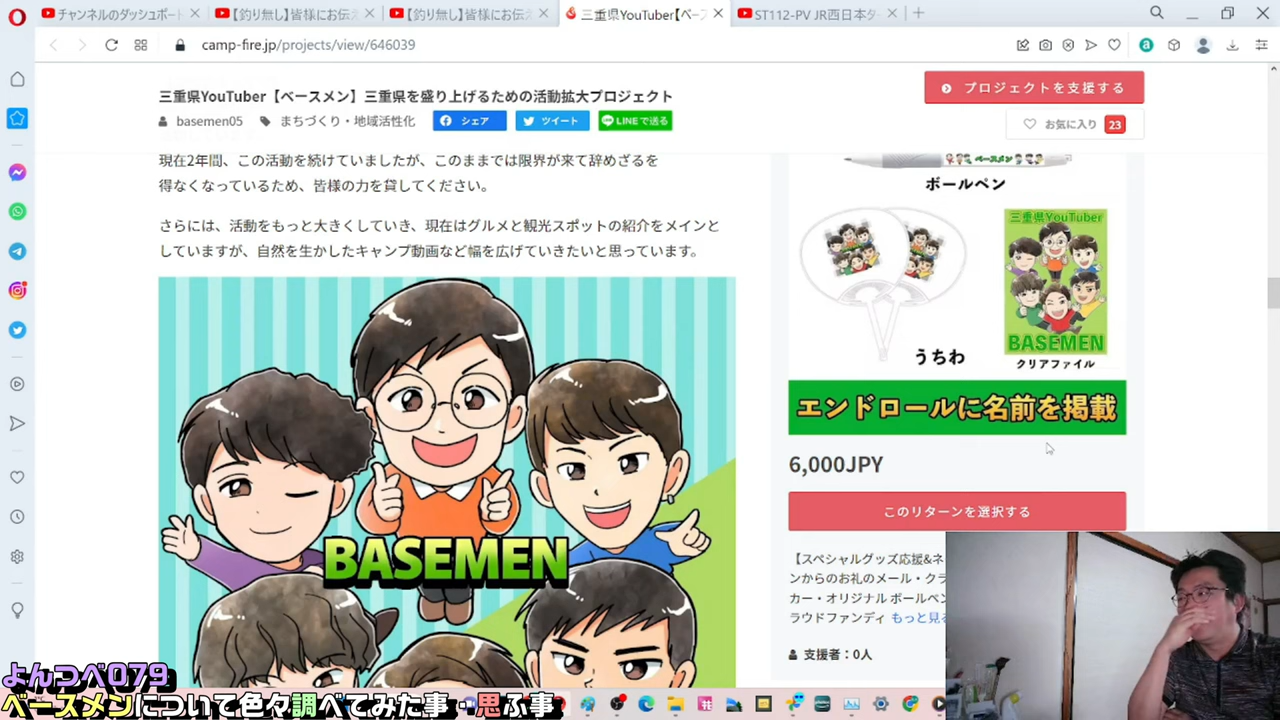 チャンネルのダッシュボート
【釣り無し】皆様にお伝え
【釣り無し】皆様にお伝え
三重県YouTuber【ベース
ST112-PV JR西日本タ
camp-fire.jp/projects/view/646039
三重県YouTuber【ベースメン】三重県を盛り上げるための活動拡大プロジェクト
basemen05 まちづくり・地域活性化 シェア ツイート LINEで送る
プロジェクトを支援する
お気に入り 23
現在2年間、この活動を続けていましたが、このままでは限界が来て辞めざるを
得なくなっているため、皆様の力を貸してください。
さらには、活動をもっと大きくしていき、現在はグルメと観光スポットの紹介をメインと
していますが、自然を生かしたキャンプ動画など幅を広げていきたいと思っています。
BASEMEN
ベースメン
ボールペン
三重県YouTuber
BASEMEN
うちわ
クリアファイル
エンドロールに名前を掲載
6,000JPY
このリターンを選択する
【スペシャルグッズ応援&ネ
ンからのお礼のメール・クラ
カー・オリジナル ボールペン
ラウドファンディ もっと見る
支援者：0人
よんつべ079
ベースメンについて色々調べてみた事・思ふ事